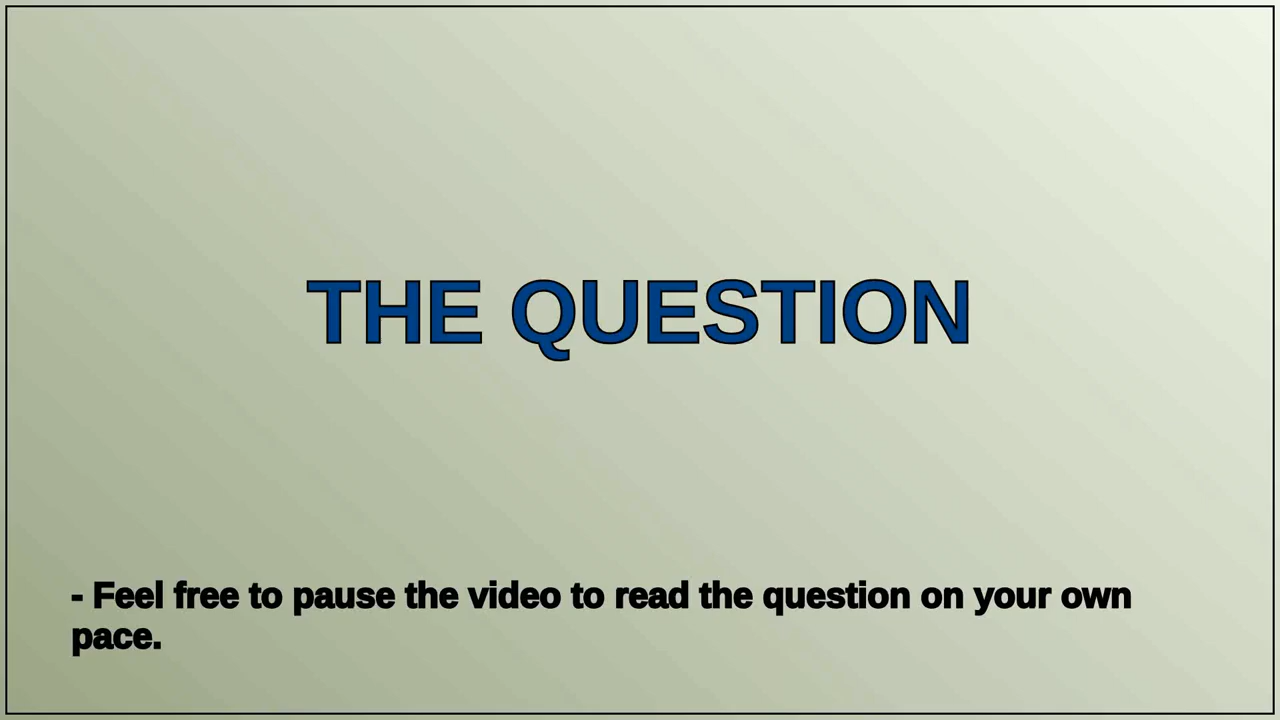 THE QUESTION
- Feel free to pause the video to read the question on your own
pace.